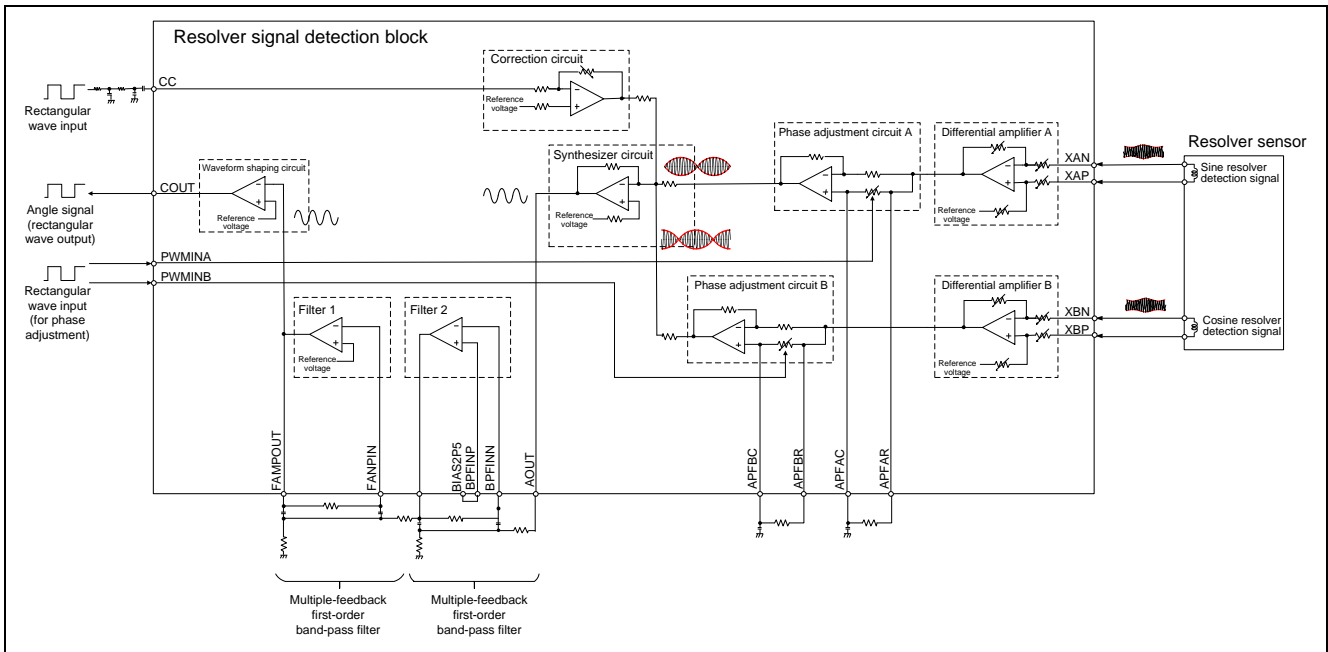 Resolver signal detection block
Correction circuit
CC
Reference
voltage
Rectangular
wave input
Phase adjustment circuit A
Differential amplifier A
Resolver sensor
XAN
XAP
Sine resolver
detection signal
Reference
voltage
Waveform shaping circuit
Synthesizer circuit
COUT
Reference
voltage
Reference
voltage
Angle signal
(rectangular
wave output)
PWMINA
PWMINB
Rectangular
wave input
(for phase
adjustment)
Filter 1
Filter 2
Reference
voltage
Phase adjustment circuit B
Differential amplifier B
XBN
XBP
Cosine resolver
detection signal
Reference
voltage
FAMPOUT
FANPIN
BIAS2P5
BPFINP
BPFINN
AOUT
APFBC
APFBR
APFAC
APFAR
Multiple-feedback
first-order
band-pass filter
Multiple-feedback
first-order
band-pass filter